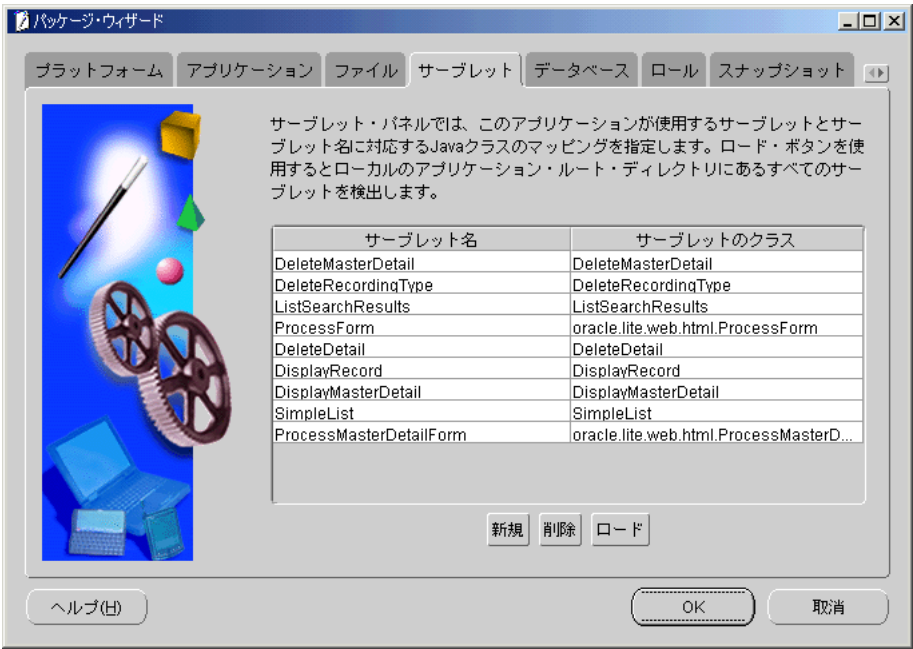 パッケージ・ウィザード
プラットフォーム アプリケーション ファイル サーブレット データベース ロール スナップショット
サーブレット・パネルでは、このアプリケーションが使用するサーブレットとサー
ブレット名に対応するJavaクラスのマッピングを指定します。ロード・ボタンを使
用するとローカルのアプリケーション・ルート・ディレクトリにあるすべてのサー
ブレットを検出します。
サーブレット名 サーブレットのクラス
DeleteMasterDetail DeleteMasterDetail
DeleteRecordingType DeleteRecordingType
ListSearchResults ListSearchResults
ProcessForm oracle.lite.web.html.ProcessForm
DeleteDetail DeleteDetail
DisplayRecord DisplayRecord
DisplayMasterDetail DisplayMasterDetail
SimpleList SimpleList
ProcessMasterDetailForm oracle.lite.web.html.ProcessMasterD...
新規 削除 ロード
ヘルプ(H) OK 取消